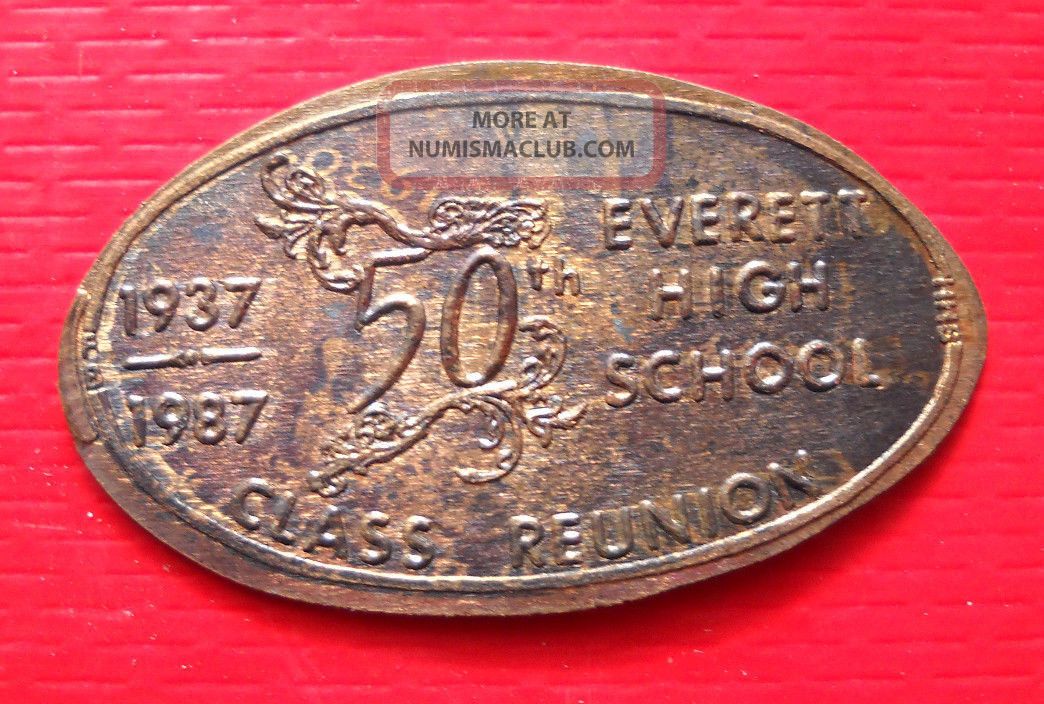 MORE AT
NUMISMACLUB.COM
1937
1987
50th
EVERETT
HIGH
SCHOOL
CLASS REUNION